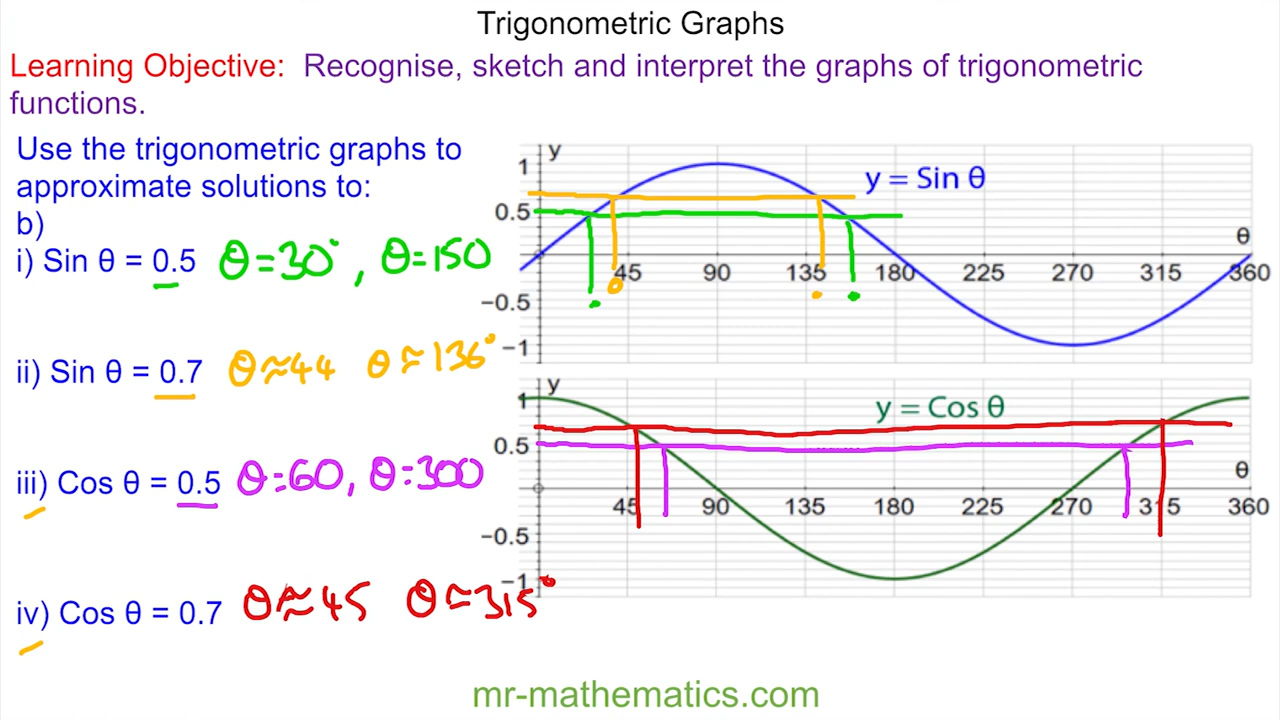 Trigonometric Graphs
Learning Objective: Recognise, sketch and interpret the graphs of trigonometric
functions.
Use the trigonometric graphs to
approximate solutions to:
b)
i) Sin θ = 0.5 θ=30°, θ=150
ii) Sin θ = 0.7 θ≈44 θ≈136°
iii) Cos θ = 0.5 θ=60, θ=300
iv) Cos θ = 0.7 θ≈45 θ≈315°
y
1
y = Sin θ
0.5
θ
45 90 135 180 225 270 315 360
−0.5
−1
y
1
y = Cos θ
0.5
θ
45 90 135 180 225 270 315 360
−0.5
−1
mr-mathematics.com